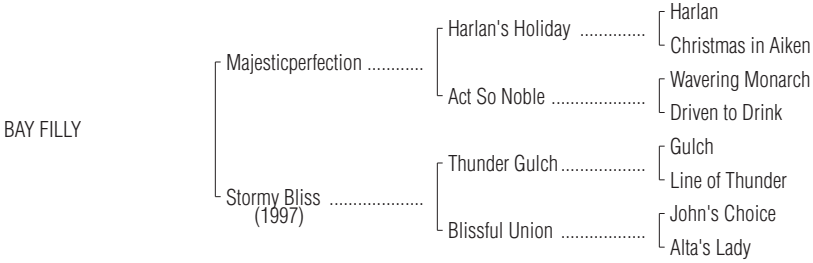 Harlan
Harlan's Holiday ..............
Christmas in Aiken
Majesticperfection ............
Wavering Monarch
Act So Noble ....................
Driven to Drink
BAY FILLY
Gulch
Thunder Gulch..................
Line of Thunder
Stormy Bliss ....................
(1997)
John's Choice
Blissful Union ..................
Alta's Lady